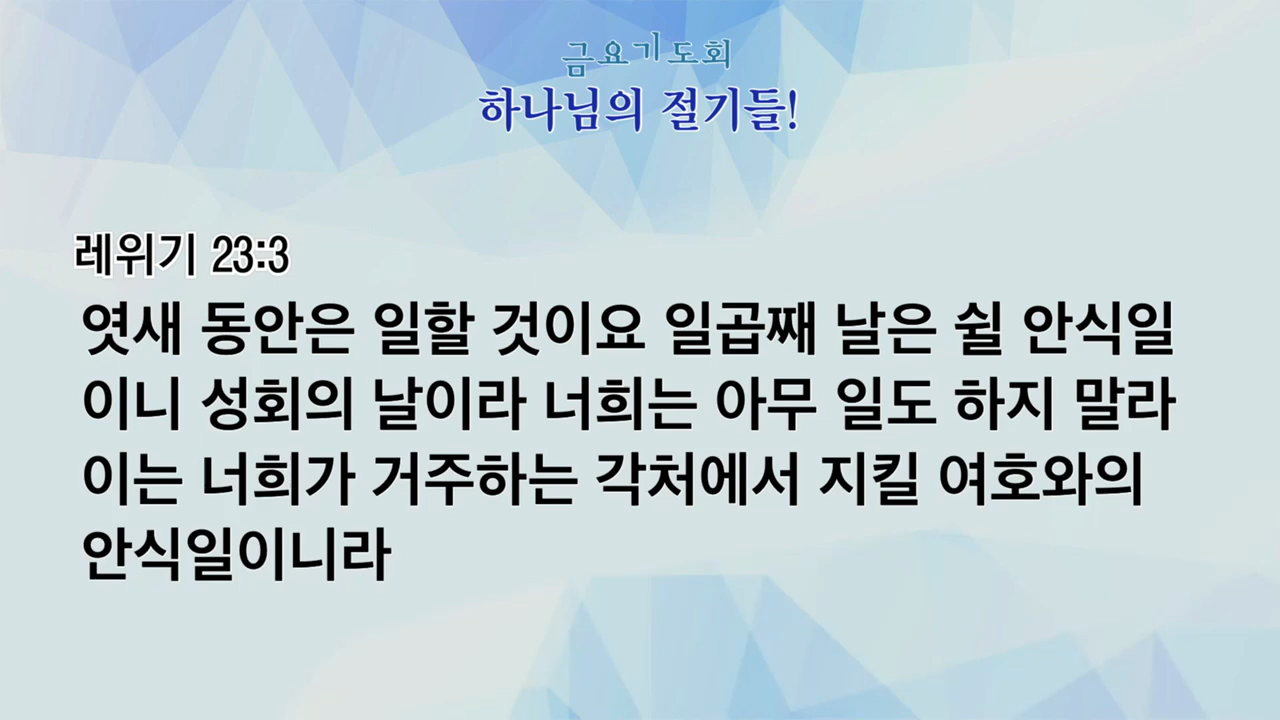 금요기도회
하나님의 절기들!
레위기 23:3
엿새 동안은 일할 것이요 일곱째 날은 쉴 안식일
이니 성회의 날이라 너희는 아무 일도 하지 말라
이는 너희가 거주하는 각처에서 지킬 여호와의
안식일이니라